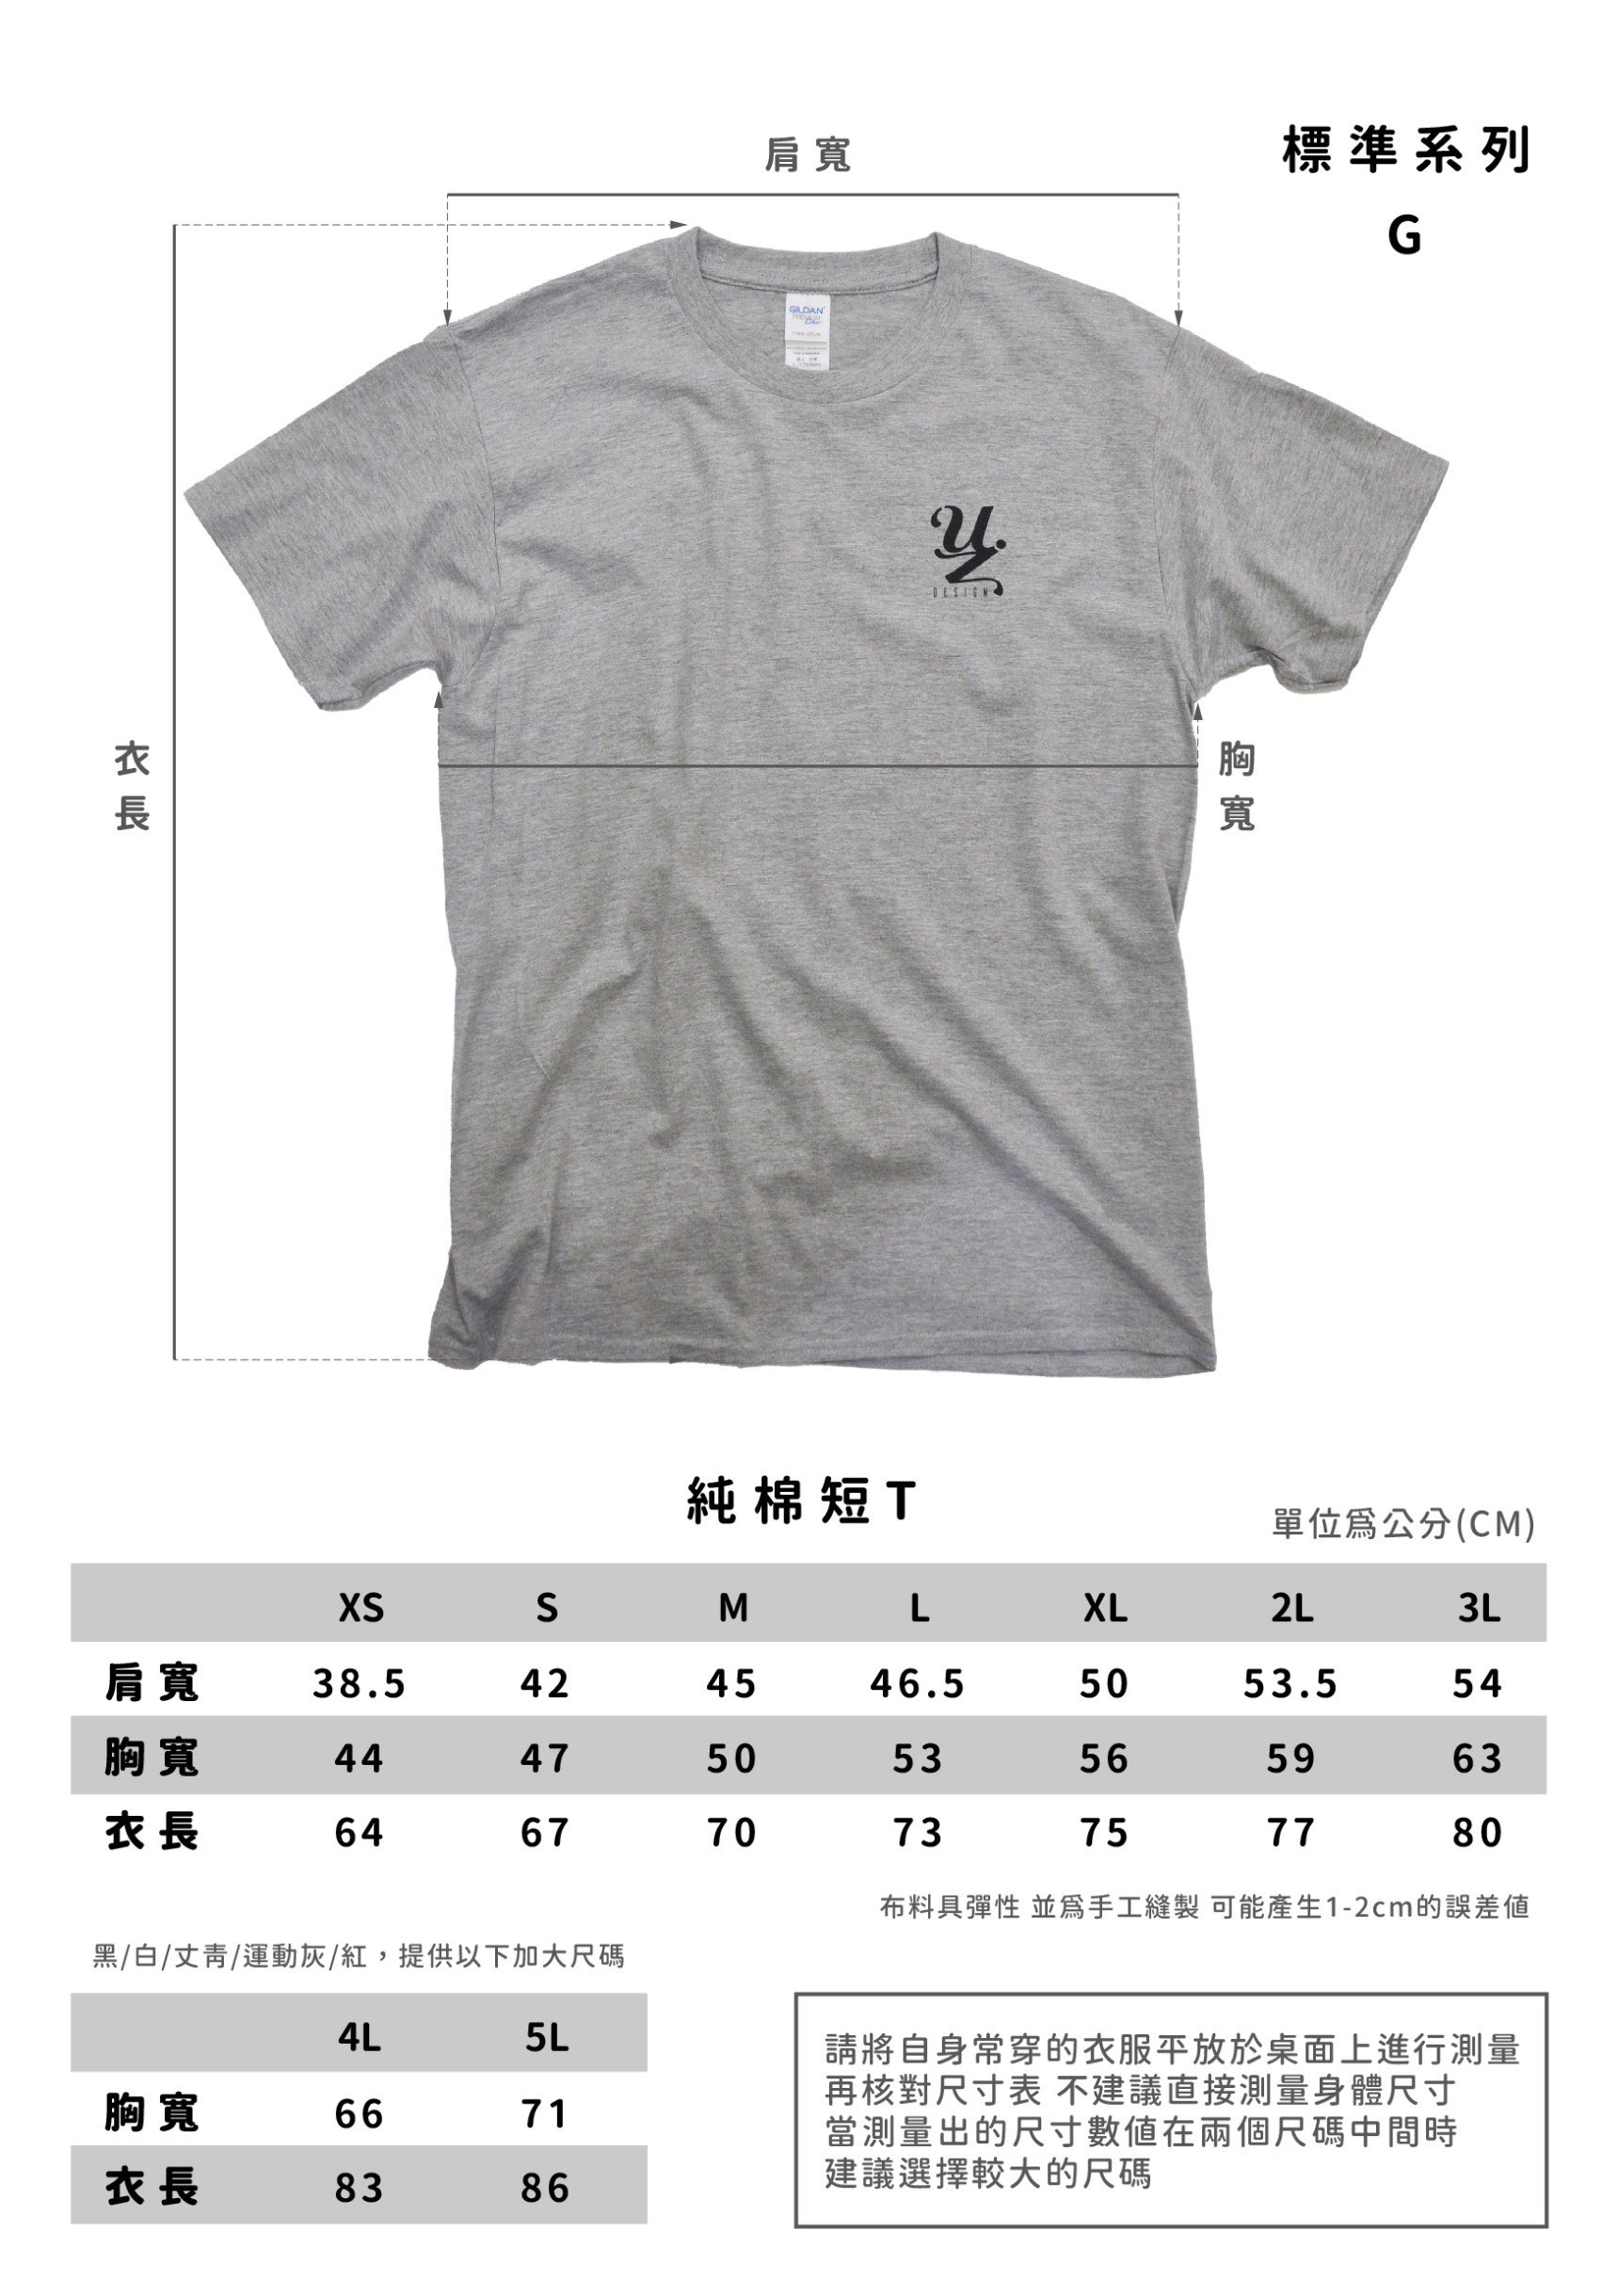 標準系列
G
肩寬
GILDAN
PREMIUM
Cotton
U.
Z
DESIGN
衣長
胸寬
純棉短T
單位爲公分(CM)
XS S M L XL 2L 3L
肩寬 38.5 42 45 46.5 50 53.5 54
胸寬 44 47 50 53 56 59 63
衣長 64 67 70 73 75 77 80
布料具彈性 並爲手工縫製 可能產生1-2cm的誤差値
黑/白/丈靑/運動灰/紅，提供以下加大尺碼
4L 5L
胸寬 66 71
衣長 83 86
請將自身常穿的衣服平放於桌面上進行測量
再核對尺寸表 不建議直接測量身體尺寸
當測量出的尺寸數値在兩個尺碼中間時
建議選擇較大的尺碼